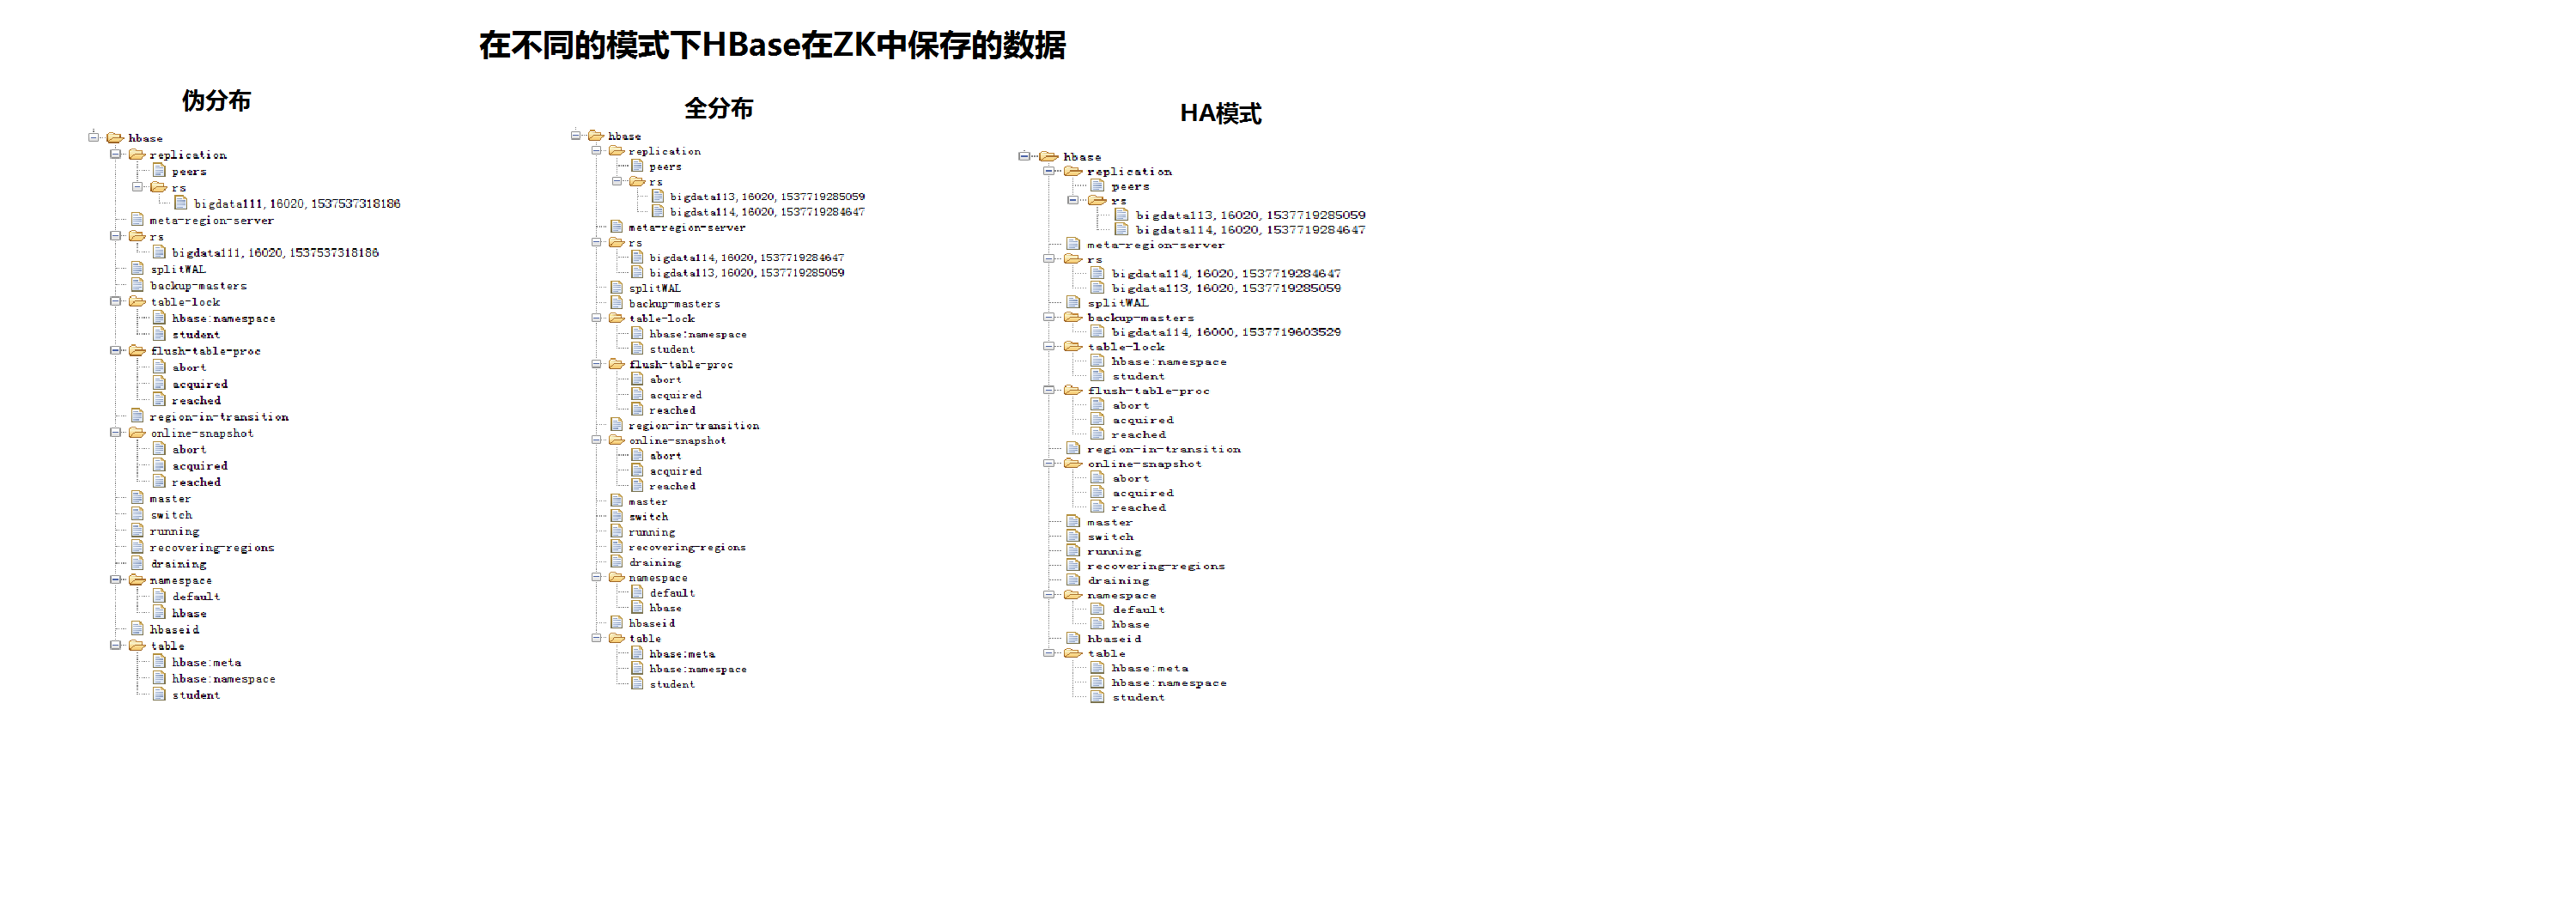 在不同的模式下HBase在ZK中保存的数据
伪分布
hbase
replication
peers
rs
bigdata111,16020,1537537318186
meta-region-server
rs
bigdata111,16020,1537537318186
splitWAL
backup-masters
table-lock
hbase:namespace
student
flush-table-proc
abort
acquired
reached
region-in-transition
online-snapshot
abort
acquired
reached
master
switch
running
recovering-regions
draining
namespace
default
hbase
hbaseid
table
hbase:meta
hbase:namespace
student
全分布
hbase
replication
peers
rs
bigdata113,16020,1537719285059
bigdata114,16020,1537719284647
meta-region-server
rs
bigdata114,16020,1537719284647
bigdata113,16020,1537719285059
splitWAL
backup-masters
table-lock
hbase:namespace
student
flush-table-proc
abort
acquired
reached
region-in-transition
online-snapshot
abort
acquired
reached
master
switch
running
recovering-regions
draining
namespace
default
hbase
hbaseid
table
hbase:meta
hbase:namespace
student
HA模式
hbase
replication
peers
rs
bigdata113,16020,1537719285059
bigdata114,16020,1537719284647
meta-region-server
rs
bigdata114,16020,1537719284647
bigdata113,16020,1537719285059
splitWAL
backup-masters
bigdata114,16000,1537719603529
table-lock
hbase:namespace
student
flush-table-proc
abort
acquired
reached
region-in-transition
online-snapshot
abort
acquired
reached
master
switch
running
recovering-regions
draining
namespace
default
hbase
hbaseid
table
hbase:meta
hbase:namespace
student